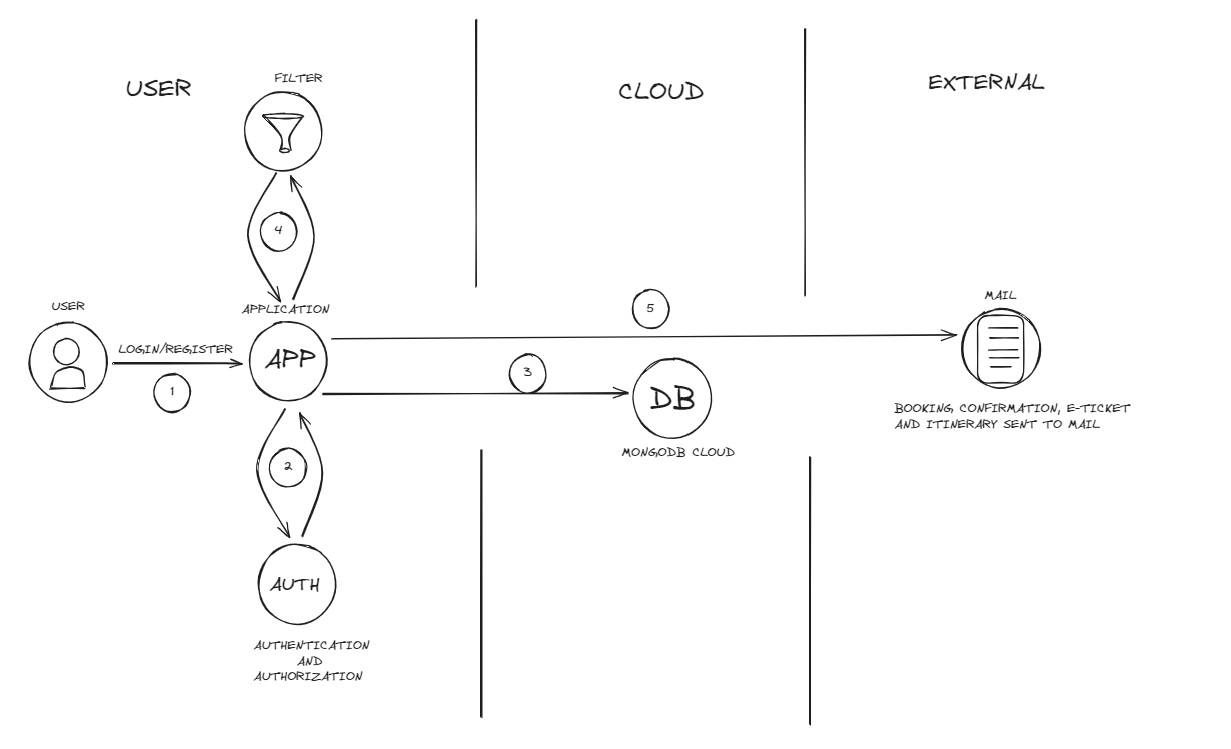 USER
FILTER
CLOUD
EXTERNAL
4
USER
APPLICATION
5
MAIL
LOGIN/REGISTER
APP
3
1
DB
BOOKING CONFIRMATION, E-TICKET
AND ITINERARY SENT TO MAIL
MONGODB CLOUD
2
AUTH
AUTHENTICATION
AND
AUTHORIZATION